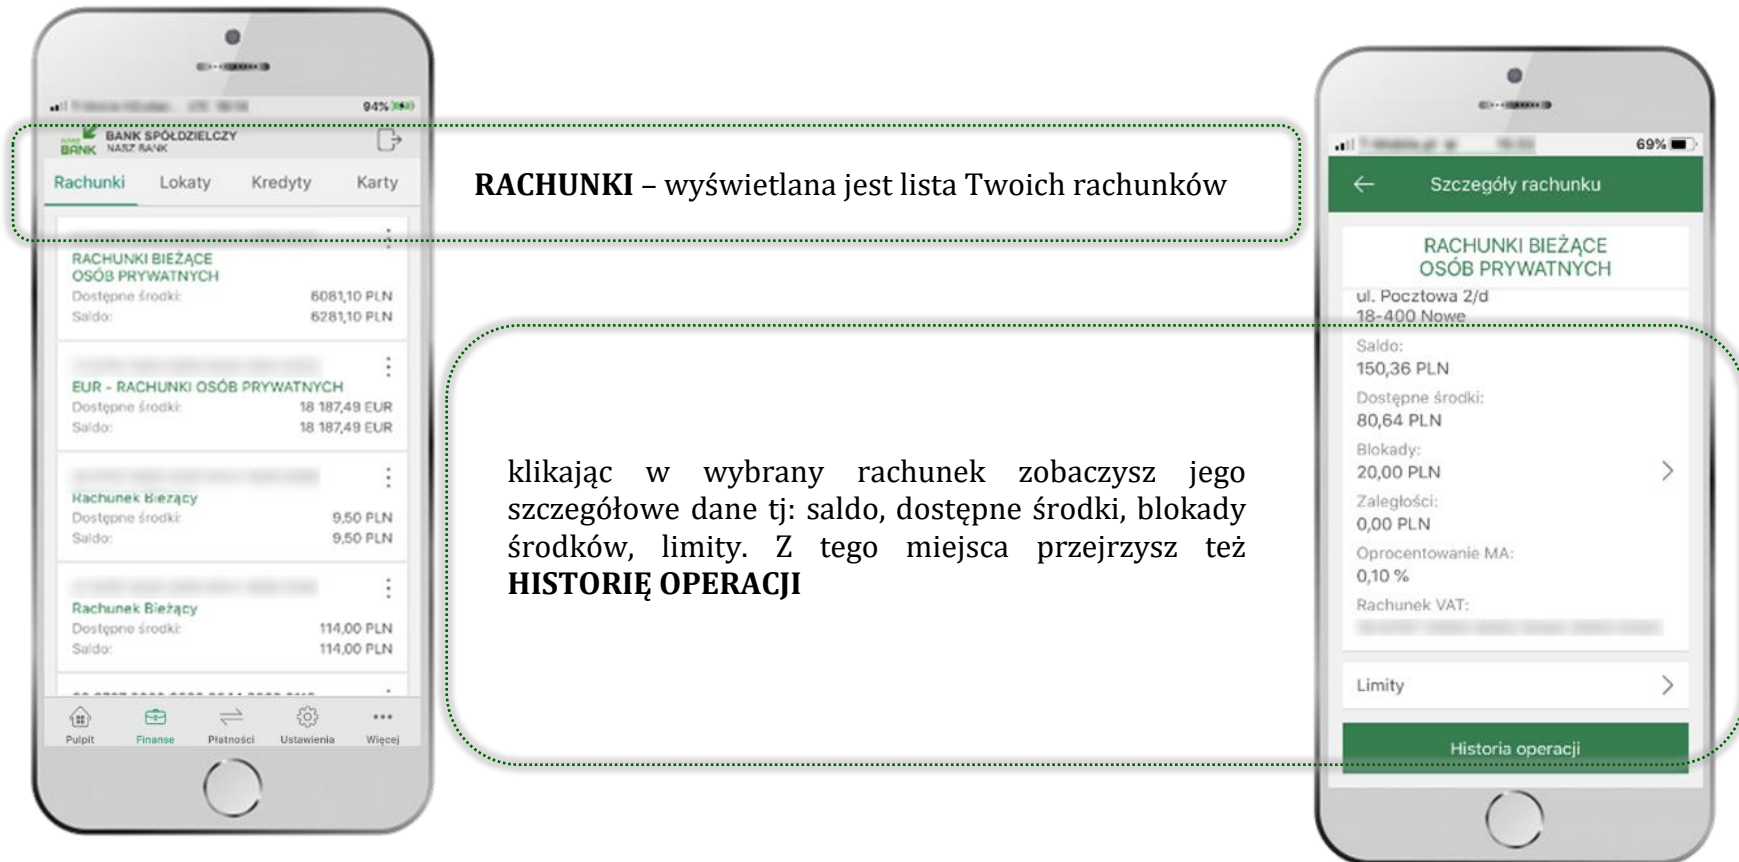 94%
BANK
BANK SPÓŁDZIELCZY
NASZ BANK
Rachunki Lokaty Kredyty Karty
RACHUNKI BIEŻĄCE
OSÓB PRYWATNYCH
Dostępne środki: 6081,10 PLN
Saldo: 6281,10 PLN
EUR - RACHUNKI OSÓB PRYWATNYCH
Dostępne środki: 18 187,49 EUR
Saldo: 18 187,49 EUR
Rachunek Bieżący
Dostępne środki: 9,50 PLN
Saldo: 9,50 PLN
Rachunek Bieżący
Dostępne środki: 114,00 PLN
Saldo: 114,00 PLN
Pulpit Finanse Płatności Ustawienia Więcej
RACHUNKI – wyświetlana jest lista Twoich rachunków
klikając w wybrany rachunek zobaczysz jego
szczegółowe dane tj: saldo, dostępne środki, blokady
środków, limity. Z tego miejsca przejrzysz też
HISTORIĘ OPERACJI
69%
Szczegóły rachunku
RACHUNKI BIEŻĄCE
OSÓB PRYWATNYCH
ul. Pocztowa 2/d
18-400 Nowe
Saldo:
150,36 PLN
Dostępne środki:
80,64 PLN
Blokady:
20,00 PLN
Zaległości:
0,00 PLN
Oprocentowanie MA:
0,10 %
Rachunek VAT:
Limity
Historia operacji